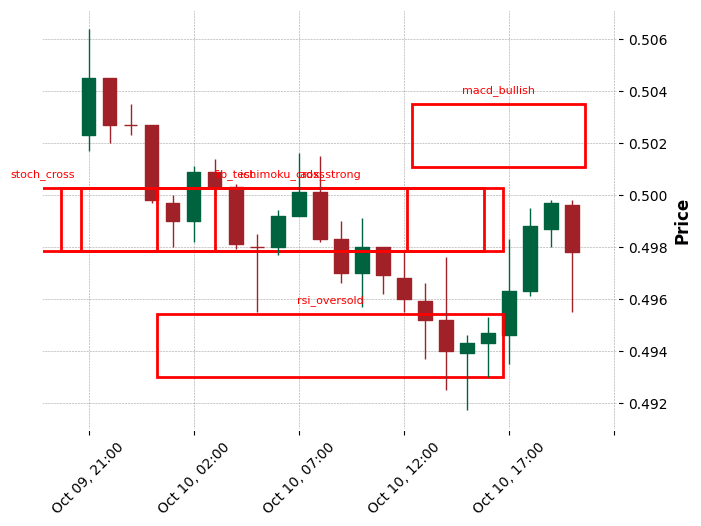 0.506
0.504
macd_bullish
0.502
stoch_cross
ichimoku_cross
adx_strong
0.500
Price
0.498
0.496
rsi_oversold
0.494
0.492
Oct 09, 21:00
Oct 10, 02:00
Oct 10, 07:00
Oct 10, 12:00
Oct 10, 17:00